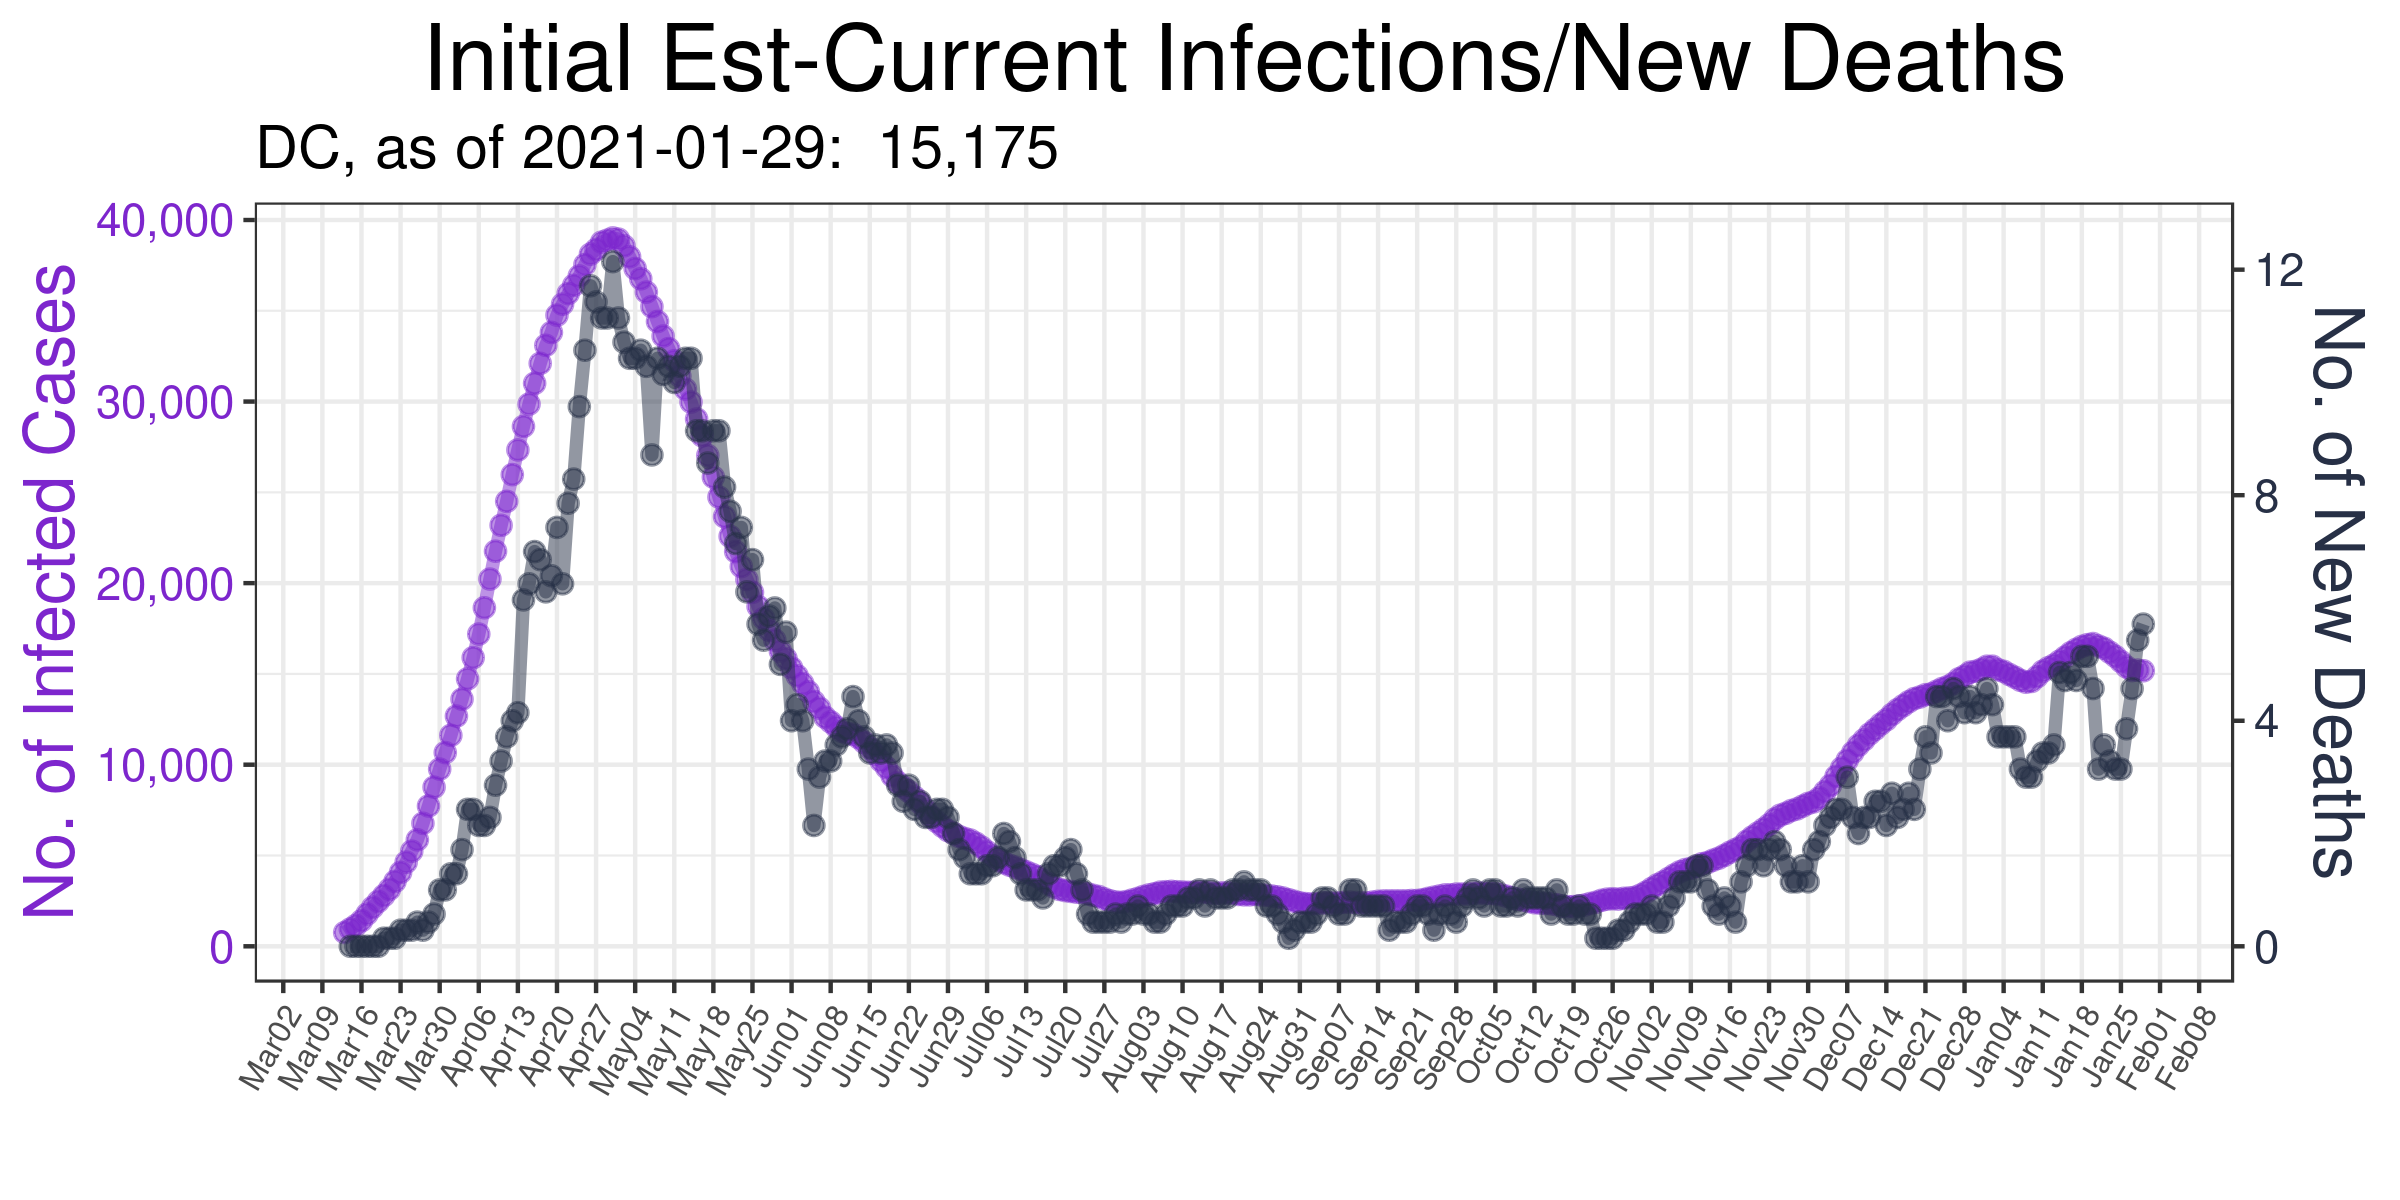 Initial Est-Current Infections/New Deaths
DC, as of 2021-01-29:  15,175
No. of Infected Cases
40,000
30,000
20,000
10,000
0
12
8
4
0
No. of New Deaths
Mar02
Mar09
Mar16
Mar23
Mar30
Apr06
Apr13
Apr20
Apr27
May04
May11
May18
May25
Jun01
Jun08
Jun15
Jun22
Jun29
Jul06
Jul13
Jul20
Jul27
Aug03
Aug10
Aug17
Aug24
Aug31
Sep07
Sep14
Sep21
Sep28
Oct05
Oct12
Oct19
Oct26
Nov02
Nov09
Nov16
Nov23
Nov30
Dec07
Dec14
Dec21
Dec28
Jan04
Jan11
Jan18
Jan25
Feb01
Feb08